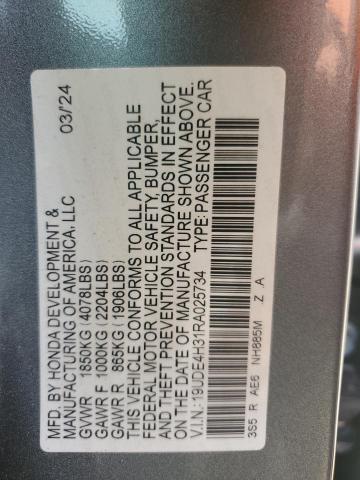 MFD. BY HONDA DEVELOPMENT &
MANUFACTURING OF AMERICA, LLC 03/24
GVWR 1850KG (4078LBS)
GAWR F 1000KG (2204LBS)
GAWR R 865KG (1906LBS)
THIS VEHICLE CONFORMS TO ALL APPLICABLE
FEDERAL MOTOR VEHICLE SAFETY, BUMPER,
AND THEFT PREVENTION STANDARDS IN EFFECT
ON THE DATE OF MANUFACTURE SHOWN ABOVE.
V.I.N.: 19UDE4H31RA025734 TYPE: PASSENGER CAR
3S5 R AE6 NH885M Z A